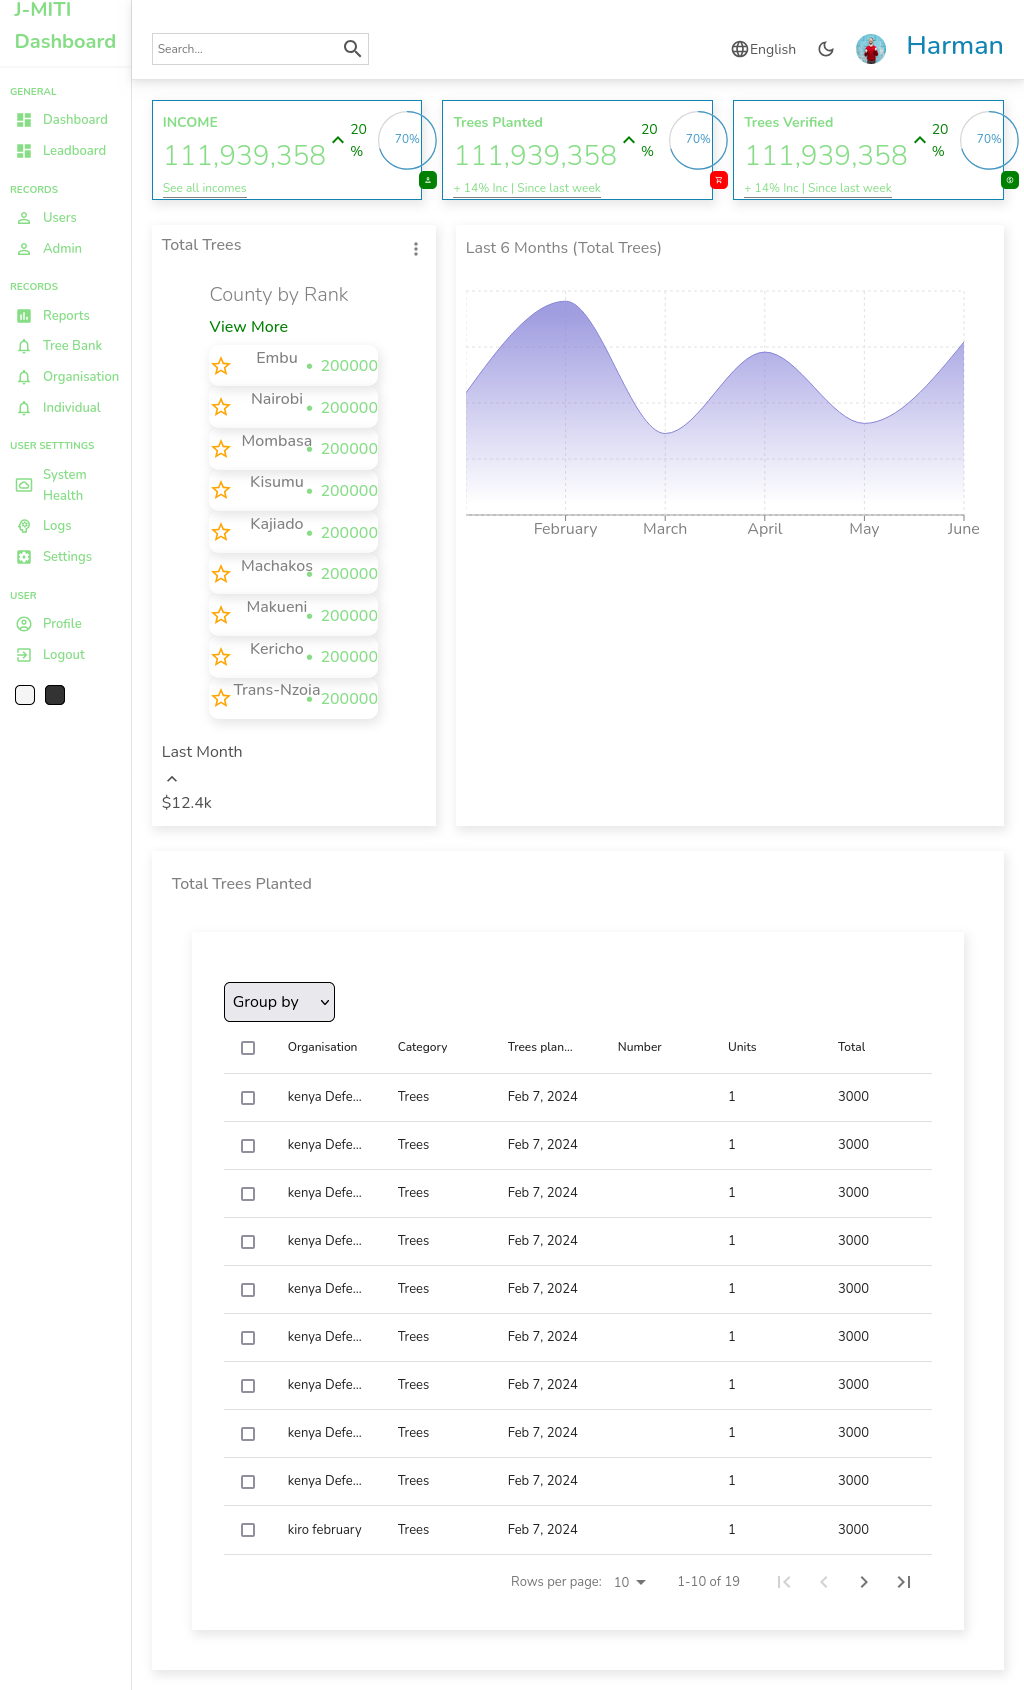 J-MITI
Dashboard
GENERAL
Dashboard
Leadboard
RECORDS
Users
Admin
RECORDS
Reports
Tree Bank
Organisation
Individual
USER SETTTINGS
System
Health
Logs
Settings
USER
Profile
Logout
Search...
English
Harman
INCOME
111,939,358
See all incomes
20
%
70%
Trees Planted
111,939,358
+ 14% Inc | Since last week
20
%
70%
Trees Verified
111,939,358
+ 14% Inc | Since last week
20
%
70%
Total Trees
County by Rank
View More
Embu • 200000
Nairobi • 200000
Mombasa • 200000
Kisumu • 200000
Kajiado • 200000
Machakos • 200000
Makueni • 200000
Kericho • 200000
Trans-Nzoia • 200000
Last Month
$12.4k
Last 6 Months (Total Trees)
February March April May June
Total Trees Planted
Group by
Organisation Category Trees plan... Number Units Total
kenya Defe... Trees Feb 7, 2024 1 3000
kenya Defe... Trees Feb 7, 2024 1 3000
kenya Defe... Trees Feb 7, 2024 1 3000
kenya Defe... Trees Feb 7, 2024 1 3000
kenya Defe... Trees Feb 7, 2024 1 3000
kenya Defe... Trees Feb 7, 2024 1 3000
kenya Defe... Trees Feb 7, 2024 1 3000
kenya Defe... Trees Feb 7, 2024 1 3000
kenya Defe... Trees Feb 7, 2024 1 3000
kiro february Trees Feb 7, 2024 1 3000
Rows per page: 10 1-10 of 19